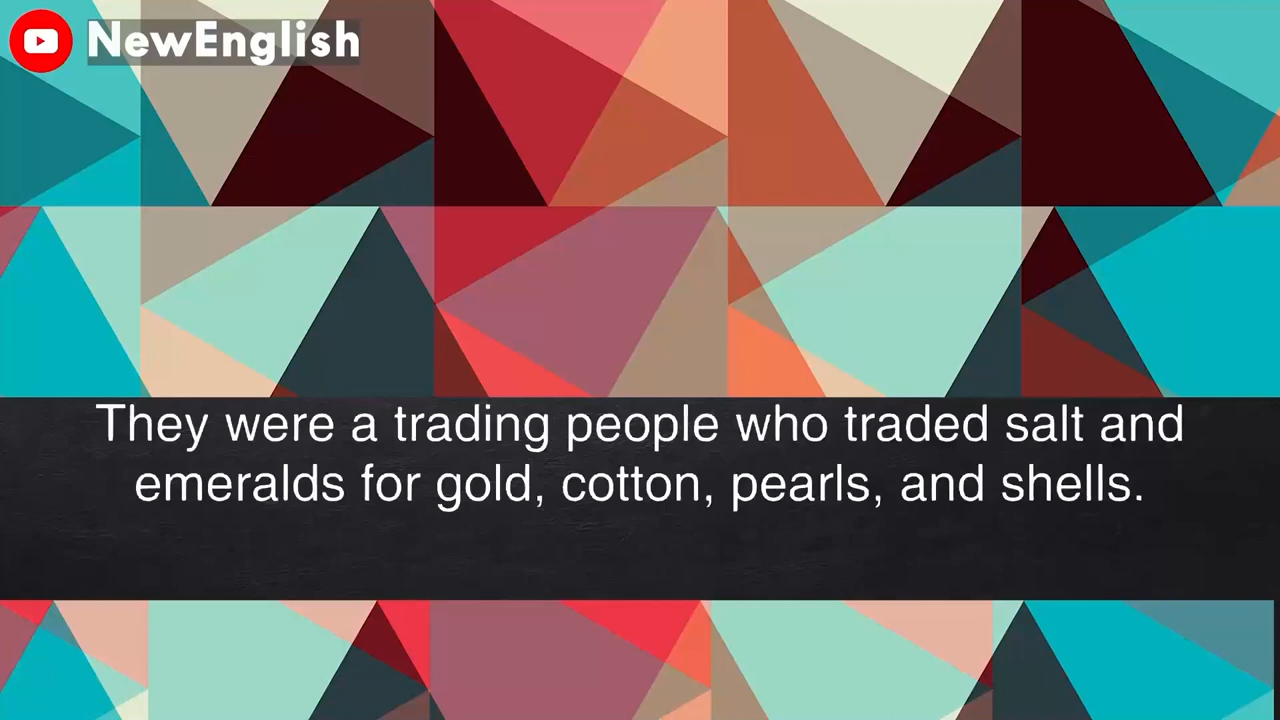 NewEnglish
They were a trading people who traded salt and
emeralds for gold, cotton, pearls, and shells.